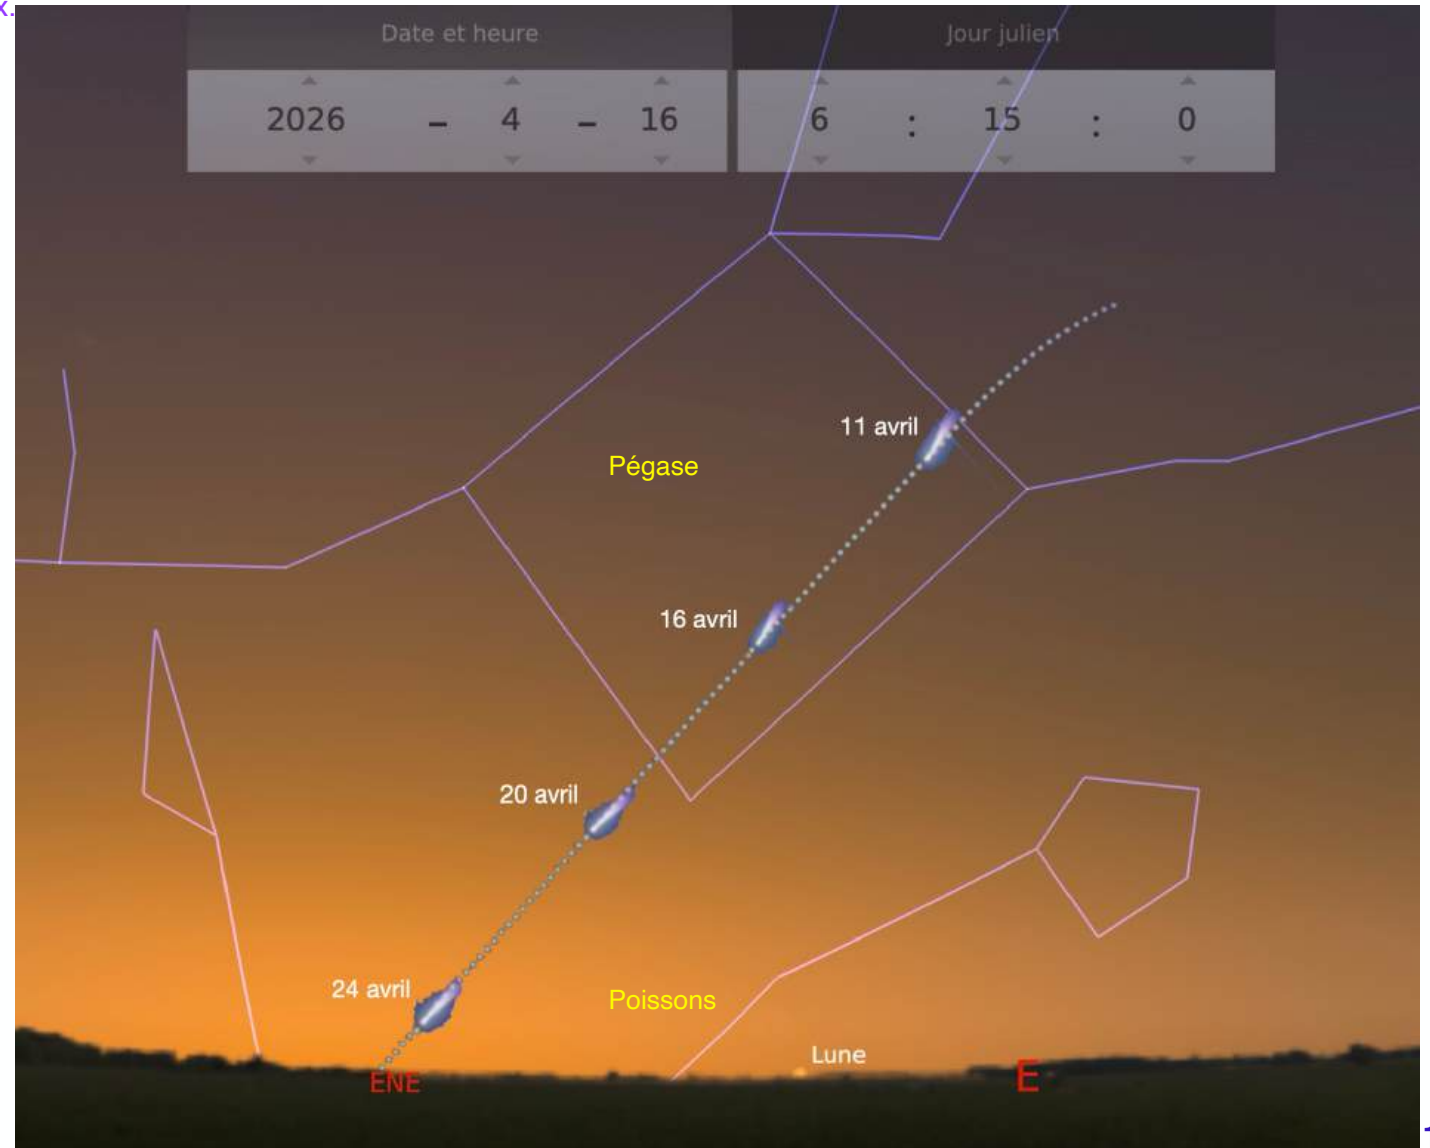 x.
Date et heure
Jour julien
2026 – 4 – 16
6 : 15 : 0
11 avril
Pégase
16 avril
20 avril
24 avril
Poissons
Lune
ENE
E